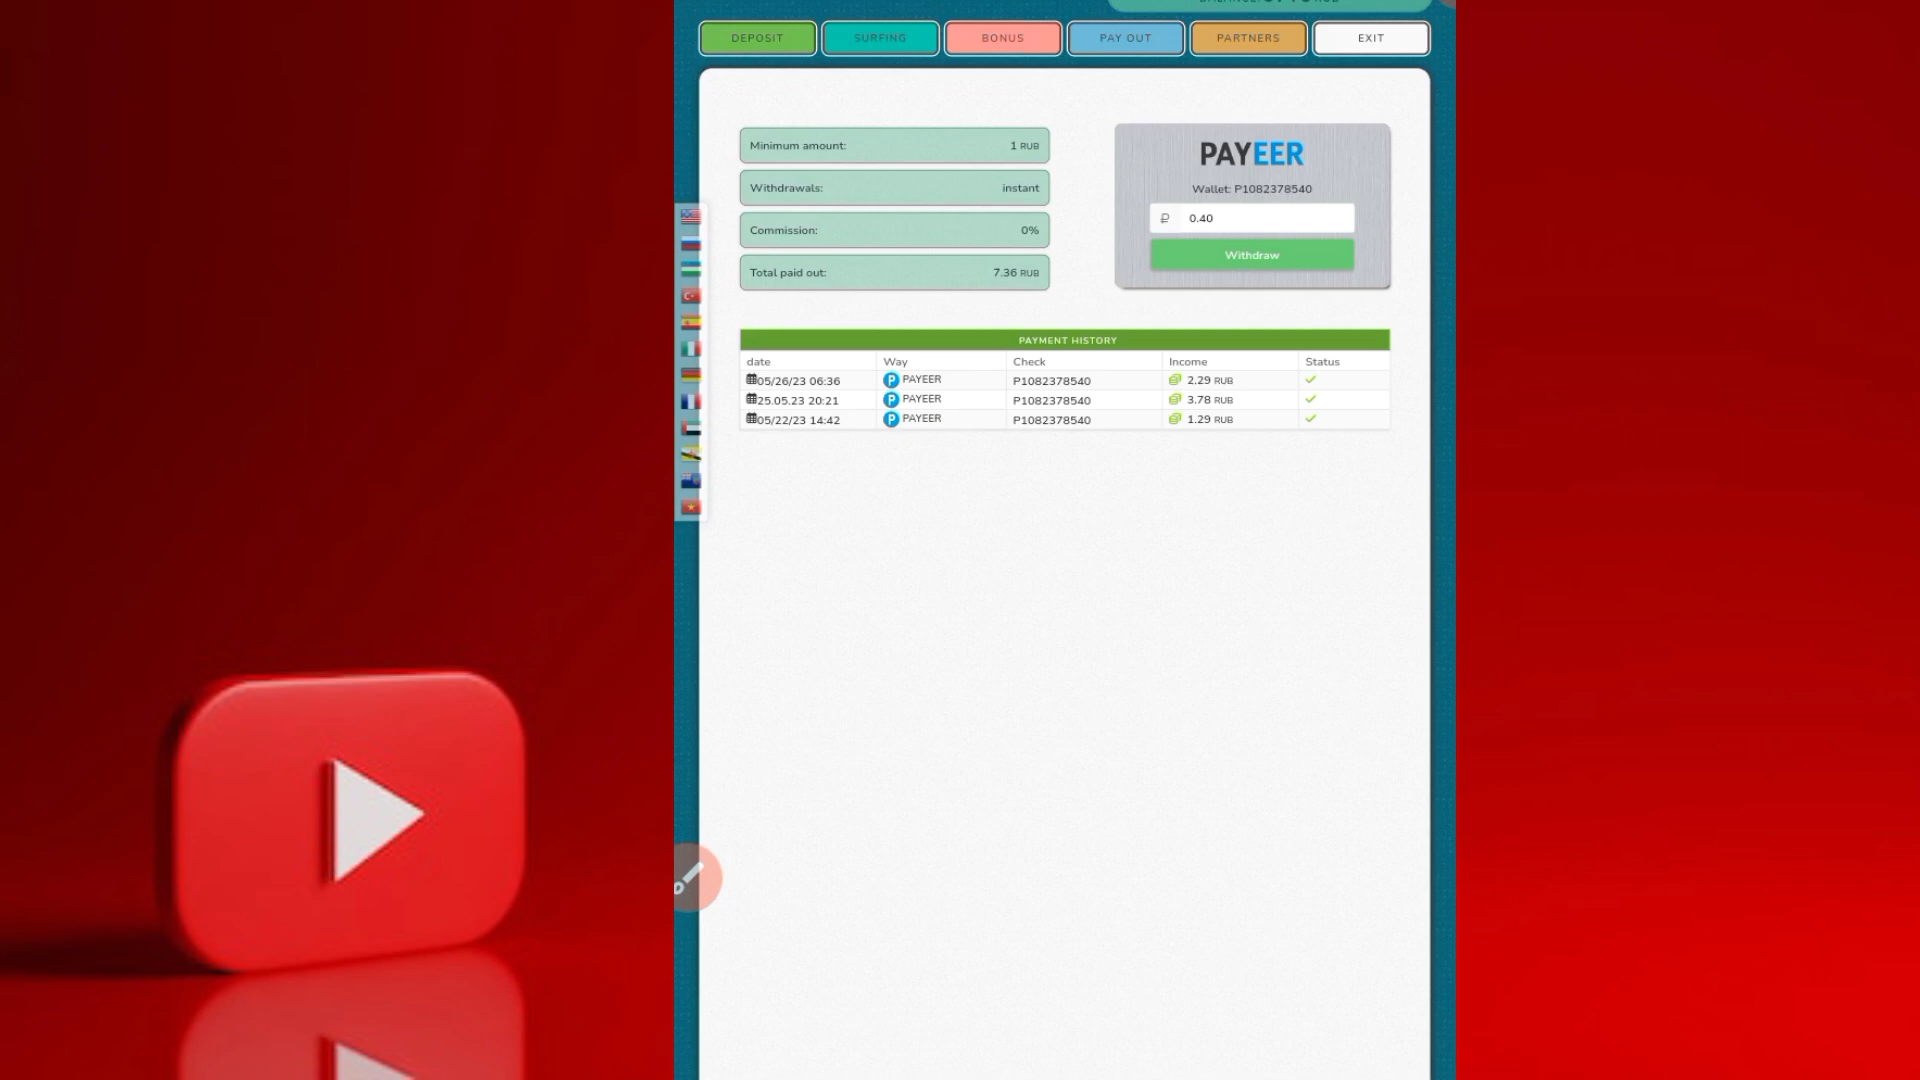 DEPOSIT SURFING BONUS PAY OUT PARTNERS EXIT
Minimum amount: 1 RUB
Withdrawals: instant
Commission: 0%
Total paid out: 7.36 RUB
PAYEER
Wallet: P1082378540
₽ 0.40
Withdraw
PAYMENT HISTORY
date Way Check Income Status
05/26/23 06:36 P PAYEER P1082378540 2.29 RUB
25.05.23 20:21 P PAYEER P1082378540 3.78 RUB
05/22/23 14:42 P PAYEER P1082378540 1.29 RUB